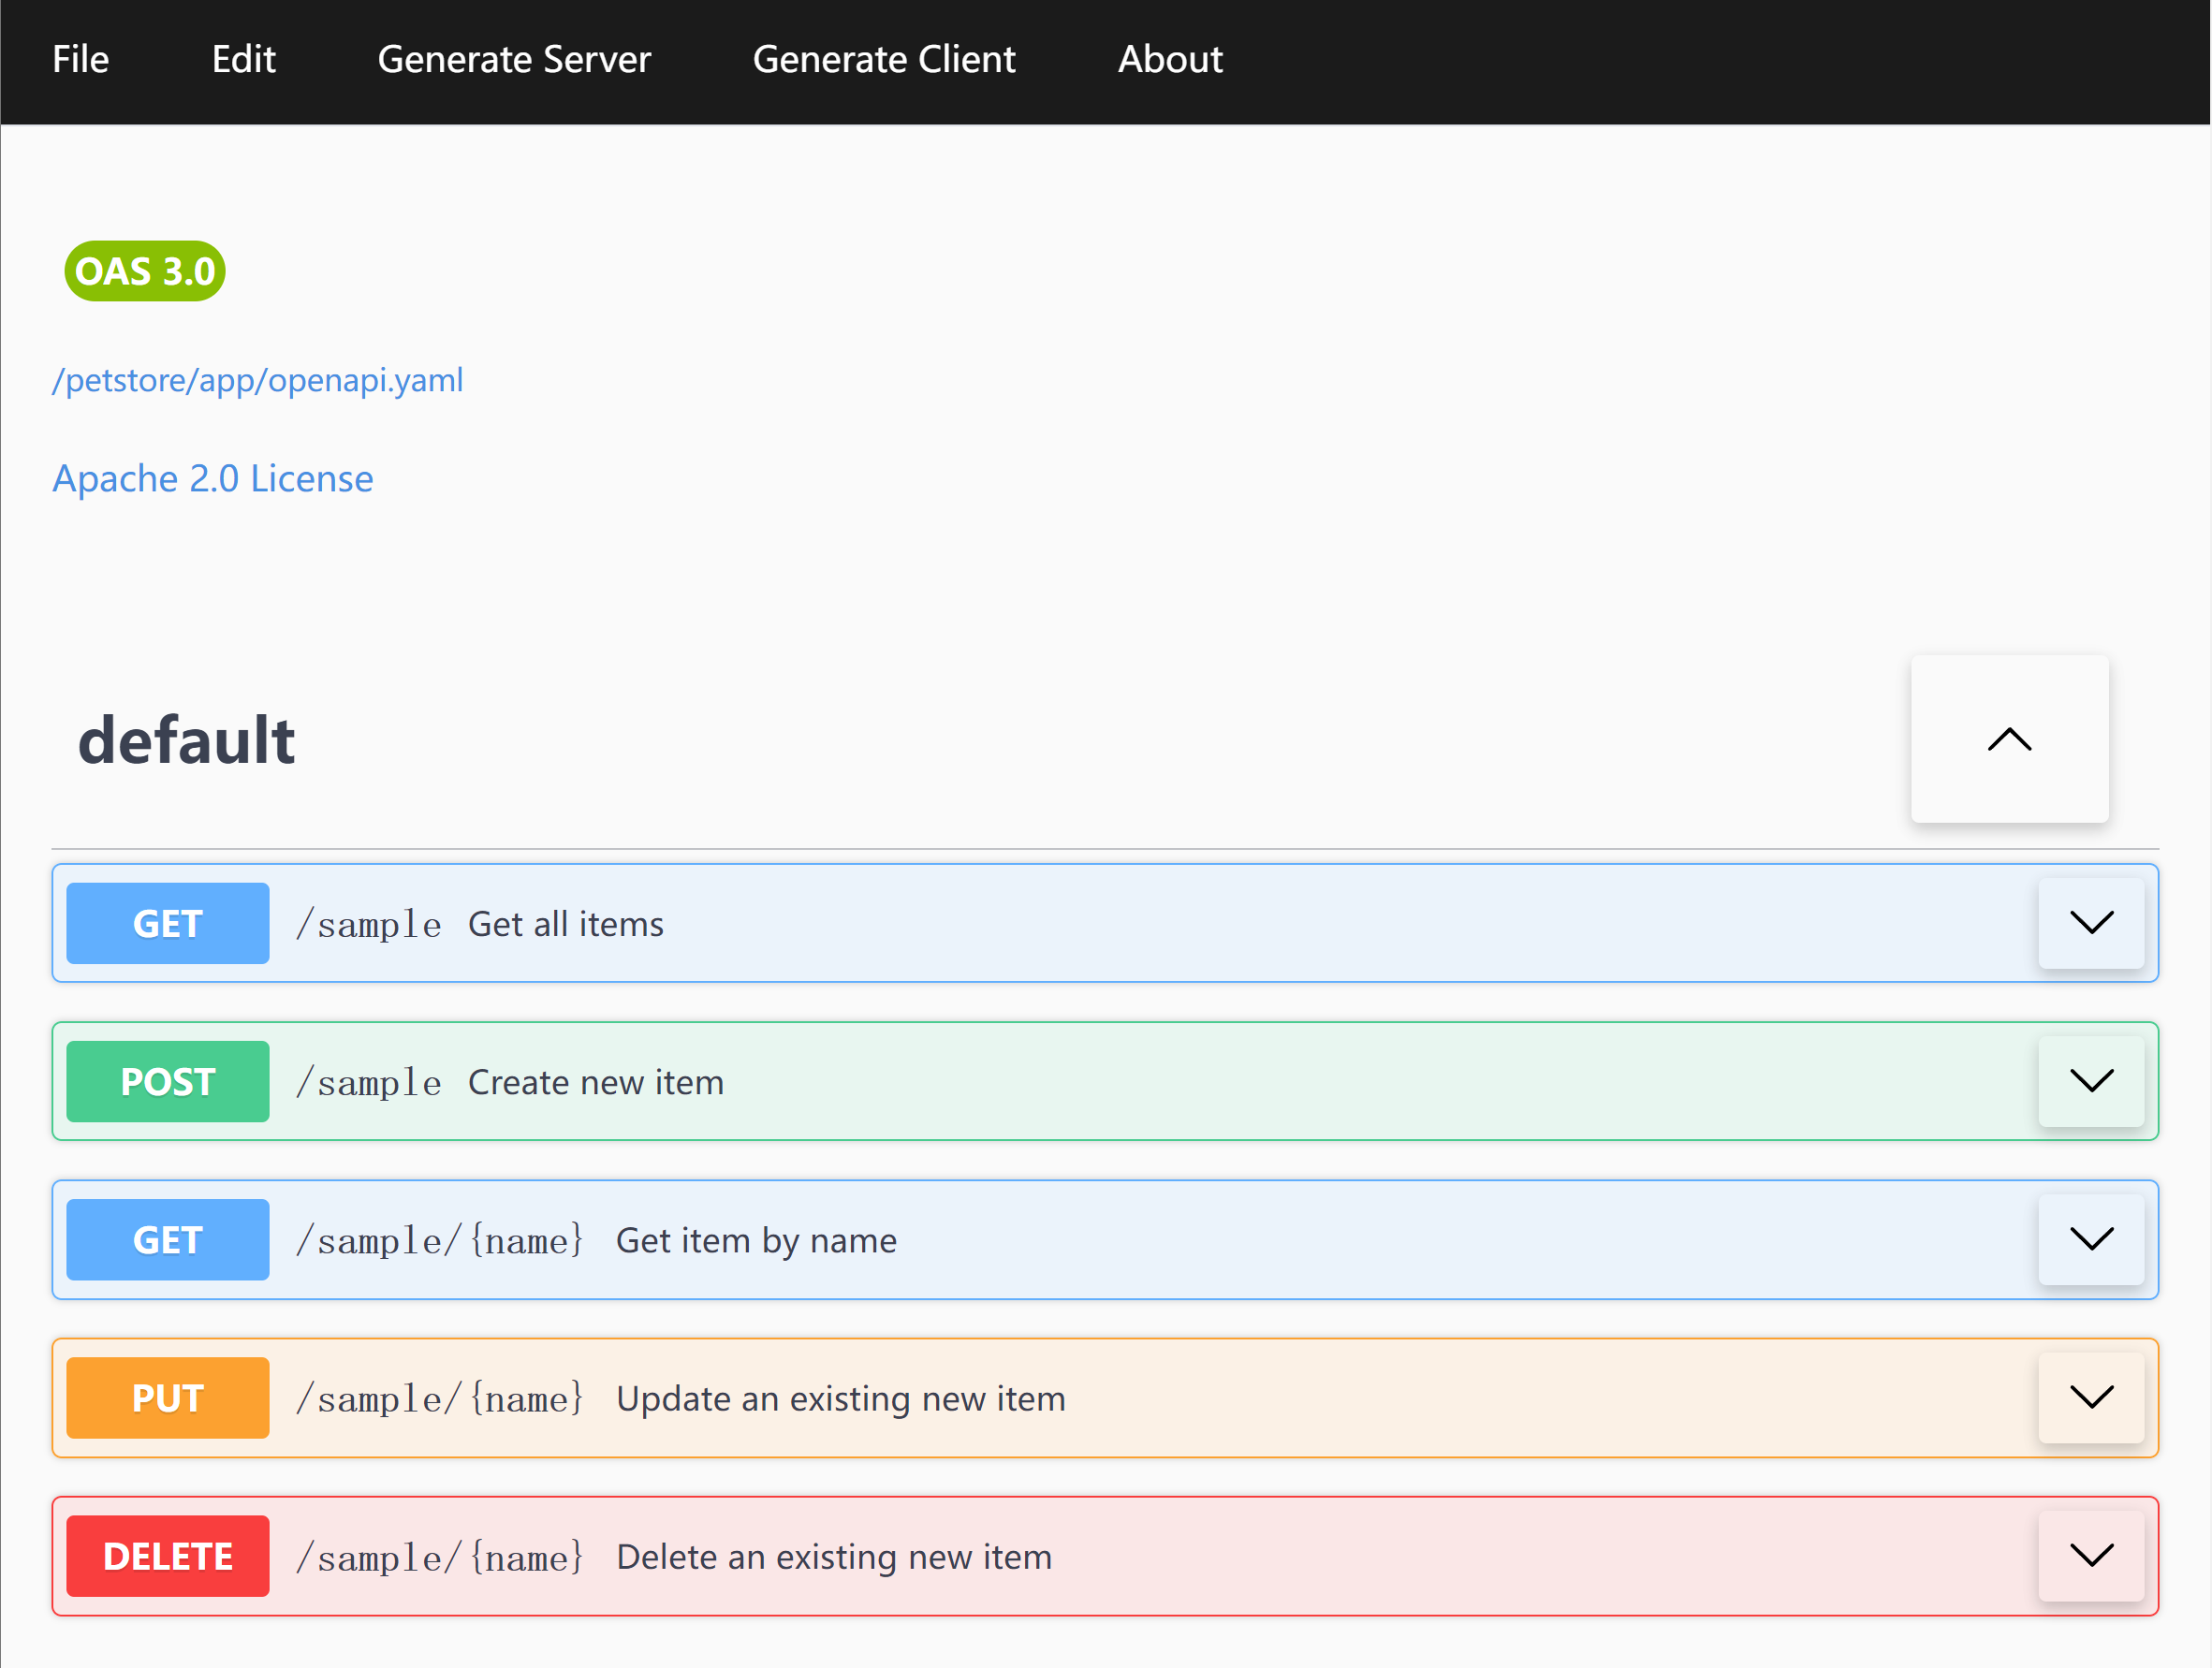 File Edit Generate Server Generate Client About
OAS 3.0
/petstore/app/openapi.yaml
Apache 2.0 License
default
GET /sample Get all items
POST /sample Create new item
GET /sample/{name} Get item by name
PUT /sample/{name} Update an existing new item
DELETE /sample/{name} Delete an existing new item